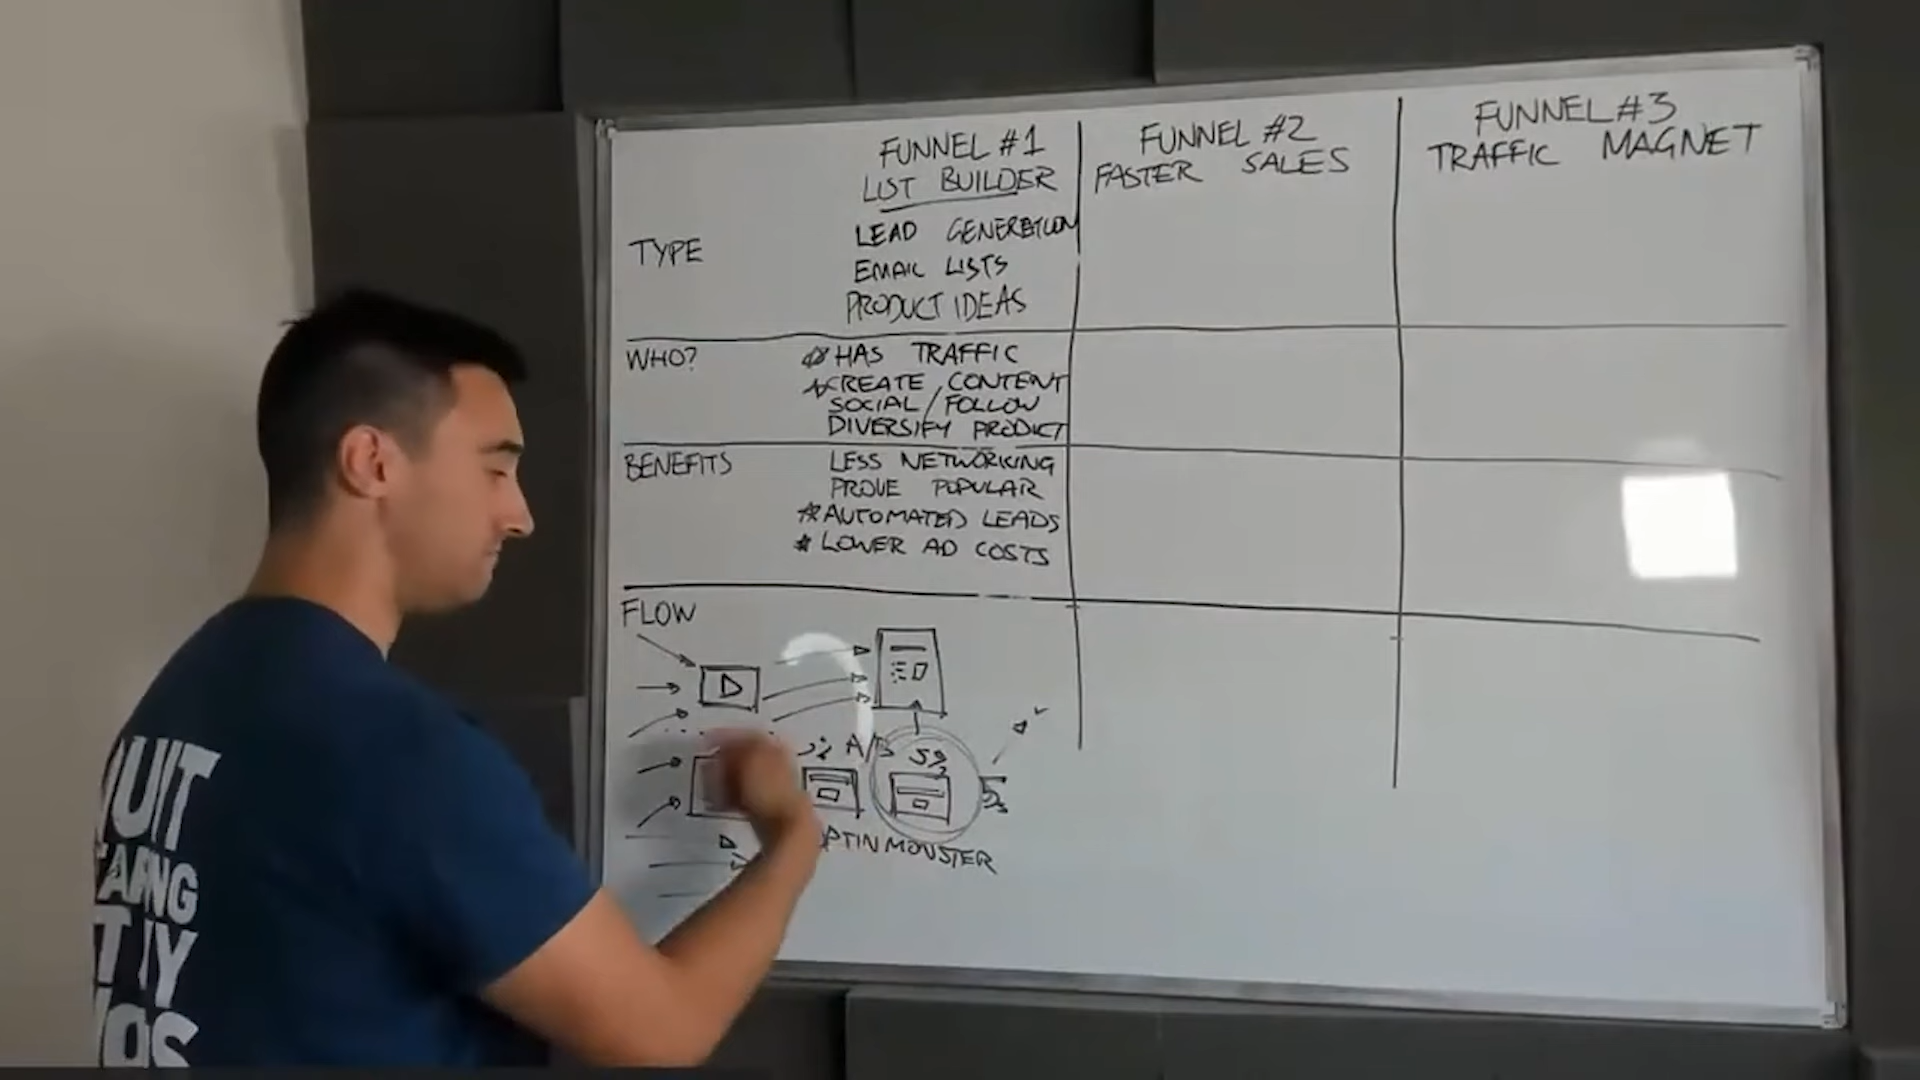 FUNNEL #1
LIST BUILDER
FUNNEL #2
FASTER SALES
FUNNEL #3
TRAFFIC MAGNET
TYPE
LEAD GENERATION
EMAIL LISTS
PRODUCT IDEAS
WHO?
HAS TRAFFIC
CREATE CONTENT
SOCIAL / FOLLOW
DIVERSIFY PRODUCT
BENEFITS
LESS NETWORKING
PROVE POPULAR
AUTOMATED LEADS
LOWER AD COSTS
FLOW
A/B 5%
OPTINMONSTER